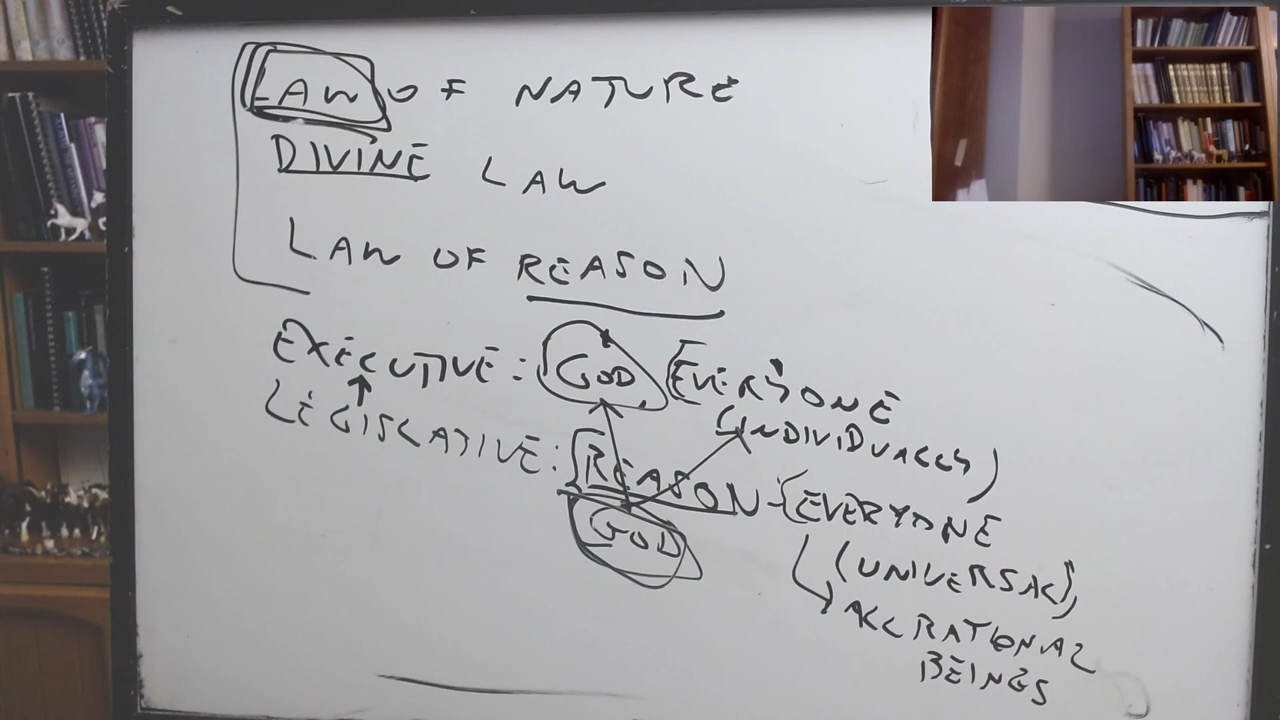 LAW OF NATURE
DIVINE LAW
LAW OF REASON
EXECUTIVE: GOD EVERYONE
(INDIVIDUALLY)
LEGISLATIVE: REASON - EVERYONE
GOD
(UNIVERSAL)
ALL RATIONAL
BEINGS